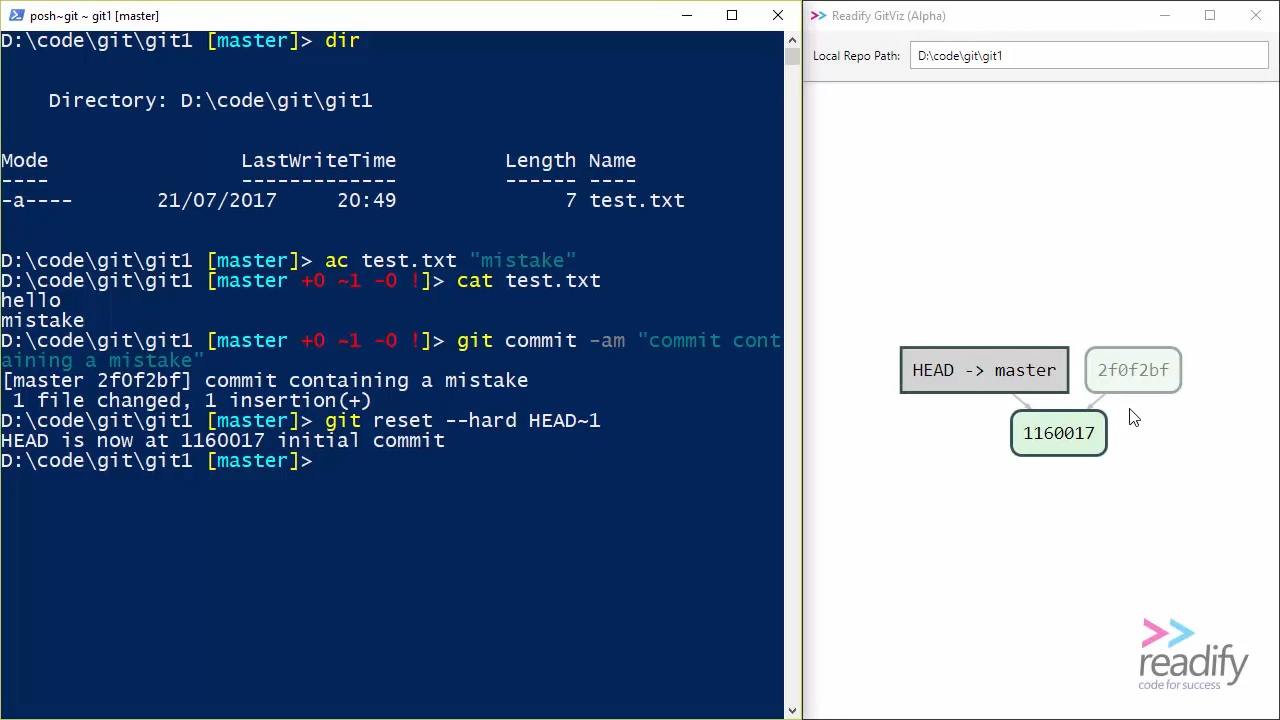 posh~git ~ git1 [master]
D:\code\git\git1 [master]> dir
Directory: D:\code\git\git1
Mode LastWriteTime Length Name
---- ------------- ------ ----
-a---- 21/07/2017 20:49 7 test.txt
D:\code\git\git1 [master]> ac test.txt "mistake"
D:\code\git\git1 [master +0 ~1 -0 !]> cat test.txt
hello
mistake
D:\code\git\git1 [master +0 ~1 -0 !]> git commit -am "commit cont
aining a mistake"
[master 2f0f2bf] commit containing a mistake
1 file changed, 1 insertion(+)
D:\code\git\git1 [master]> git reset --hard HEAD~1
HEAD is now at 1160017 initial commit
D:\code\git\git1 [master]>
Readify GitViz (Alpha)
Local Repo Path: D:\code\git\git1
HEAD -> master 2f0f2bf
1160017
readify
code for success